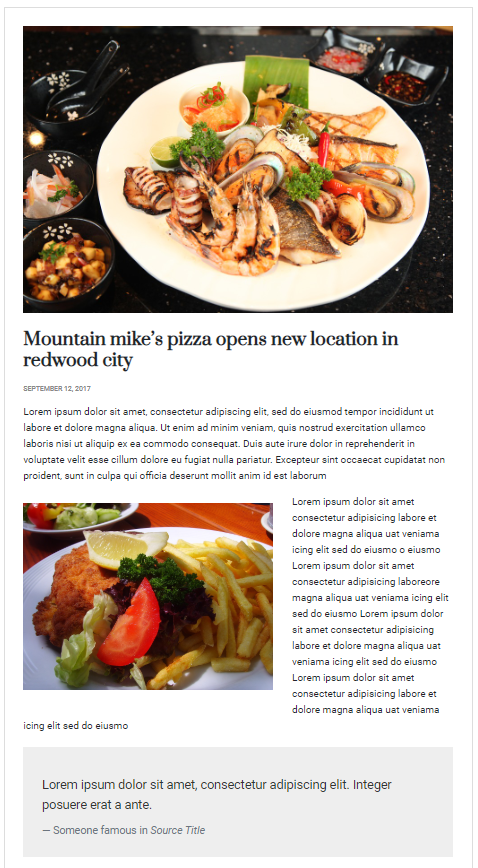 Mountain mike's pizza opens new location in
redwood city
SEPTEMBER 12, 2017
Lorem ipsum dolor sit amet, consectetur adipiscing elit, sed do eiusmod tempor incididunt ut
labore et dolore magna aliqua. Ut enim ad minim veniam, quis nostrud exercitation ullamco
laboris nisi ut aliquip ex ea commodo consequat. Duis aute irure dolor in reprehenderit in
voluptate velit esse cillum dolore eu fugiat nulla pariatur. Excepteur sint occaecat cupidatat non
proident, sunt in culpa qui officia deserunt mollit anim id est laborum
Lorem ipsum dolor sit amet
consectetur adipisicing labore et
dolore magna aliqua uat veniama
icing elit sed do eiusmo o eiusmo
Lorem ipsum dolor sit amet
consectetur adipisicing laboreore
magna aliqua uat veniama icing elit
sed do eiusmo Lorem ipsum dolor
sit amet consectetur adipisicing
labore et dolore magna aliqua uat
veniama icing elit sed do eiusmo
Lorem ipsum dolor sit amet
consectetur adipisicing labore et
dolore magna aliqua uat veniama
icing elit sed do eiusmo
Lorem ipsum dolor sit amet, consectetur adipiscing elit. Integer
posuere erat a ante.
— Someone famous in Source Title